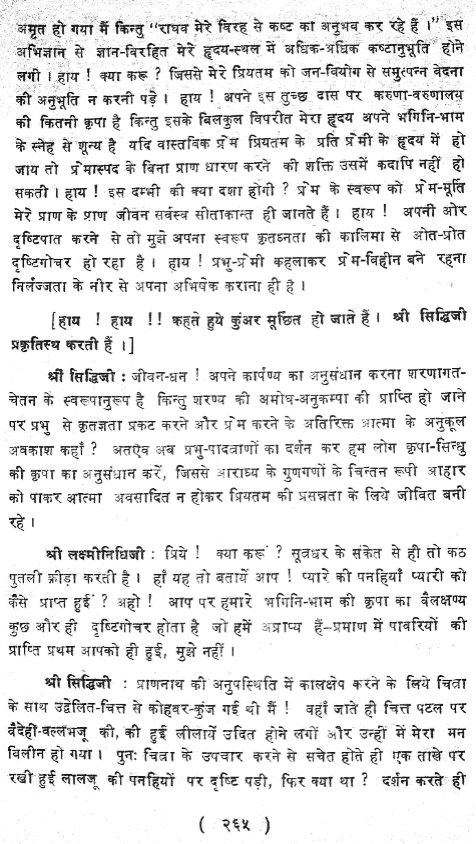 अमृत हो गया मैं किन्तु "राघव मेरे विरह से कष्ट का अनुभव कर रहे हैं ।" इस
अभिज्ञान से ज्ञान-विरहित मेरे हृदय-स्थल में अधिक-अधिक कष्टानुभूति होने
लगी । हाय ! क्या करू ? जिससे मेरे प्रियतम को जन-वियोग से समुत्पन्न वेदना
की अनुभूति न करनी पड़े । हाय ! अपने इस तुच्छ दास पर करुणा-वरुणालय
की कितनी कृपा है किन्तु इसके बिलकुल विपरीत मेरा हृदय अपने भगिनि-भाम
के स्नेह से शून्य है यदि वास्तविक प्रेम प्रियतम के प्रति प्रेमी के हृदय में हो
जाय तो प्रेमास्पद के बिना प्राण धारण करने की शक्ति उसमें कदापि नहीं हो
सकती । हाय ! इस दम्भी की क्या दशा होगी ? प्रेम के स्वरूप को प्रेम-मूर्ति
मेरे प्राण के प्राण जीवन सर्वस्व सीताकान्त ही जानते हैं । हाय ! अपनी ओर
दृष्टिपात करने से तो मुझे अपना स्वरूप कृतघ्नता की कालिमा से ओत-प्रोत
दृष्टिगोचर हो रहा है । हाय ! प्रभु-प्रेमी कहलाकर प्रेम-विहीन बने रहना
निर्लज्जता के नीर से अपना अभिषेक कराना ही है ।
[हाय ! हाय !! कहते हुये कुंअर मूर्छित हो जाते हैं । श्री सिद्धिजी
प्रकृतिस्थ करती हैं ।]
श्री सिद्धिजी : जीवन-धन ! अपने कार्पण्य का अनुसंधान करना शरणागत-
चेतन के स्वरूपानुरूप है किन्तु शरण्य की अमोघ-अनुकम्पा की प्राप्ति हो जाने
पर प्रभु से कृतज्ञता प्रकट करने और प्रेम करने के अतिरिक्त आत्मा के अनुकूल
अवकाश कहाँ ? अतएव अब प्रभु-पादत्राणों का दर्शन कर हम लोग कृपा-सिन्धु
की कृपा का अनुसंधान करें, जिससे आराध्य के गुणगणों के चिन्तन रूपी आहार
को पाकर आत्मा अवसादित न होकर प्रियतम की प्रसन्नता के लिये जीवित बनी
रहे ।
श्री लक्ष्मीनिधिजी : प्रिये ! क्या करूं ? सूत्रधर के संकेत से ही तो कठ
पुतली क्रीड़ा करती है । हाँ यह तो बतायें आप ! प्यारे की पनहियाँ प्यारी को
कैसे प्राप्त हुईं ? अहो ! आप पर हमारे भगिनि-भाम की कृपा का वैलक्षण्य
कुछ और ही दृष्टिगोचर होता है जो हमें अप्राप्य हैं–प्रमाण में पावरियों की
प्राप्ति प्रथम आपको ही हुई, मुझे नहीं ।
श्री सिद्धिजी : प्राणनाथ की अनुपस्थिति में कालक्षेप करने के लिये चित्रा
के साथ उद्वेलित-चित्त से कोहवर-कुंज गई थी मैं ! वहाँ जाते ही चित्त पटल पर
वैदेही-वल्लभजू की, की हुई लीलायें उदित होने लगीं और उन्हीं में मेरा मन
विलीन हो गया । पुनः चित्रा के उपचार करने से सचेत होते ही एक ताखे पर
रखी हुई लालजू की पनहियों पर दृष्टि पड़ी, फिर क्या था ? दर्शन करते ही
( २६५ )